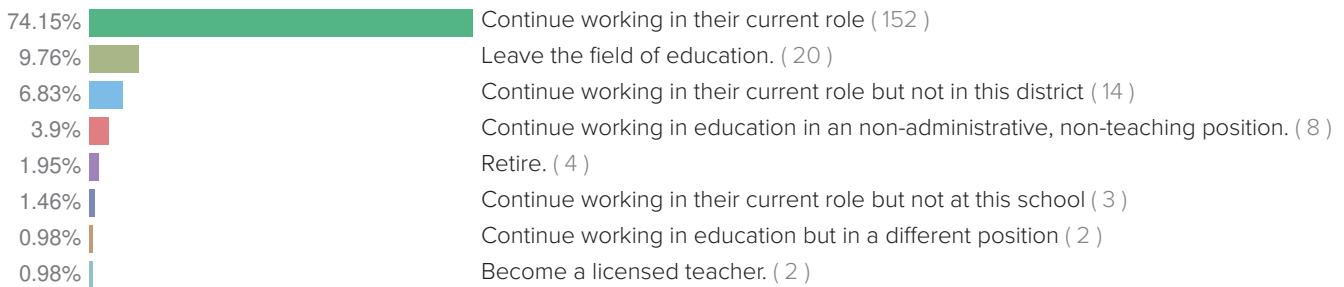 74.15% Continue working in their current role ( 152 )
9.76% Leave the field of education. ( 20 )
6.83% Continue working in their current role but not in this district ( 14 )
3.9% Continue working in education in an non-administrative, non-teaching position. ( 8 )
1.95% Retire. ( 4 )
1.46% Continue working in their current role but not at this school ( 3 )
0.98% Continue working in education but in a different position ( 2 )
0.98% Become a licensed teacher. ( 2 )